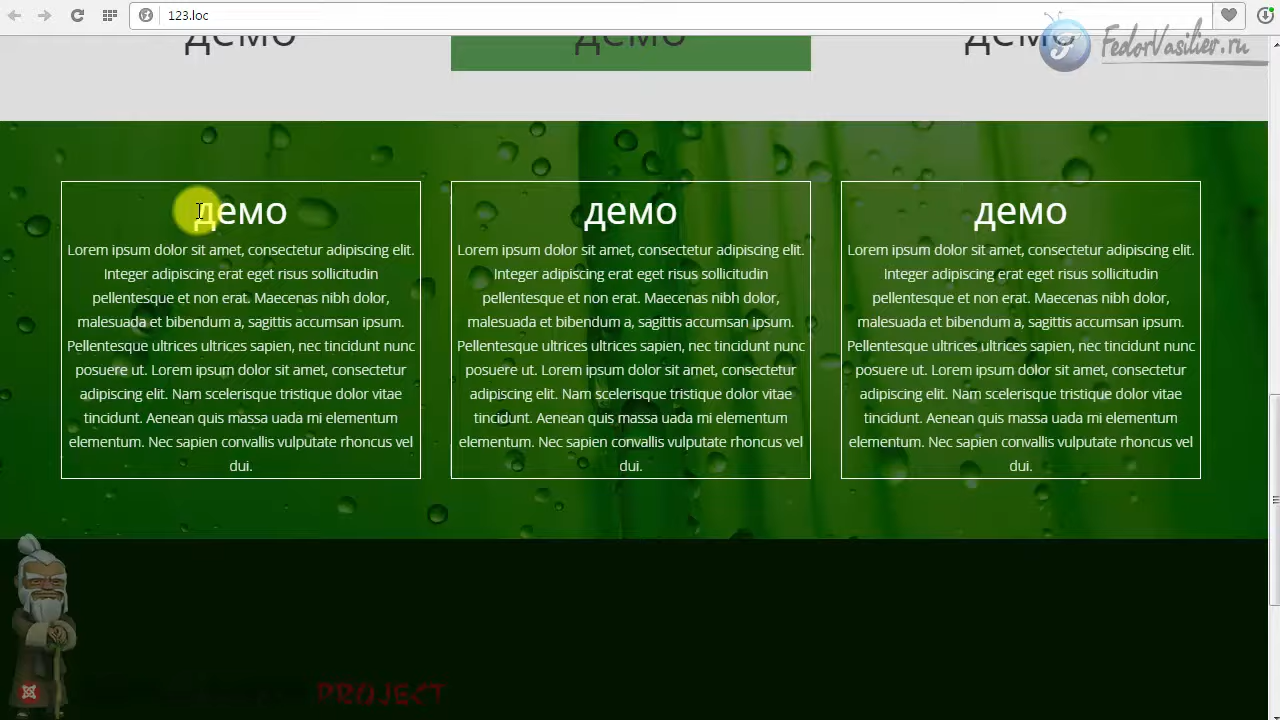 123.loc
FedorVasilier.ru
демо демо демо
демо демо демо
Lorem ipsum dolor sit amet, consectetur adipiscing elit.
Integer adipiscing erat eget risus sollicitudin
pellentesque et non erat. Maecenas nibh dolor,
malesuada et bibendum a, sagittis accumsan ipsum.
Pellentesque ultrices ultrices sapien, nec tincidunt nunc
posuere ut. Lorem ipsum dolor sit amet, consectetur
adipiscing elit. Nam scelerisque tristique dolor vitae
tincidunt. Aenean quis massa uada mi elementum
elementum. Nec sapien convallis vulputate rhoncus vel
dui.
Lorem ipsum dolor sit amet, consectetur adipiscing elit.
Integer adipiscing erat eget risus sollicitudin
pellentesque et non erat. Maecenas nibh dolor,
malesuada et bibendum a, sagittis accumsan ipsum.
Pellentesque ultrices ultrices sapien, nec tincidunt nunc
posuere ut. Lorem ipsum dolor sit amet, consectetur
adipiscing elit. Nam scelerisque tristique dolor vitae
tincidunt. Aenean quis massa uada mi elementum
elementum. Nec sapien convallis vulputate rhoncus vel
dui.
Lorem ipsum dolor sit amet, consectetur adipiscing elit.
Integer adipiscing erat eget risus sollicitudin
pellentesque et non erat. Maecenas nibh dolor,
malesuada et bibendum a, sagittis accumsan ipsum.
Pellentesque ultrices ultrices sapien, nec tincidunt nunc
posuere ut. Lorem ipsum dolor sit amet, consectetur
adipiscing elit. Nam scelerisque tristique dolor vitae
tincidunt. Aenean quis massa uada mi elementum
elementum. Nec sapien convallis vulputate rhoncus vel
dui.
PROJECT